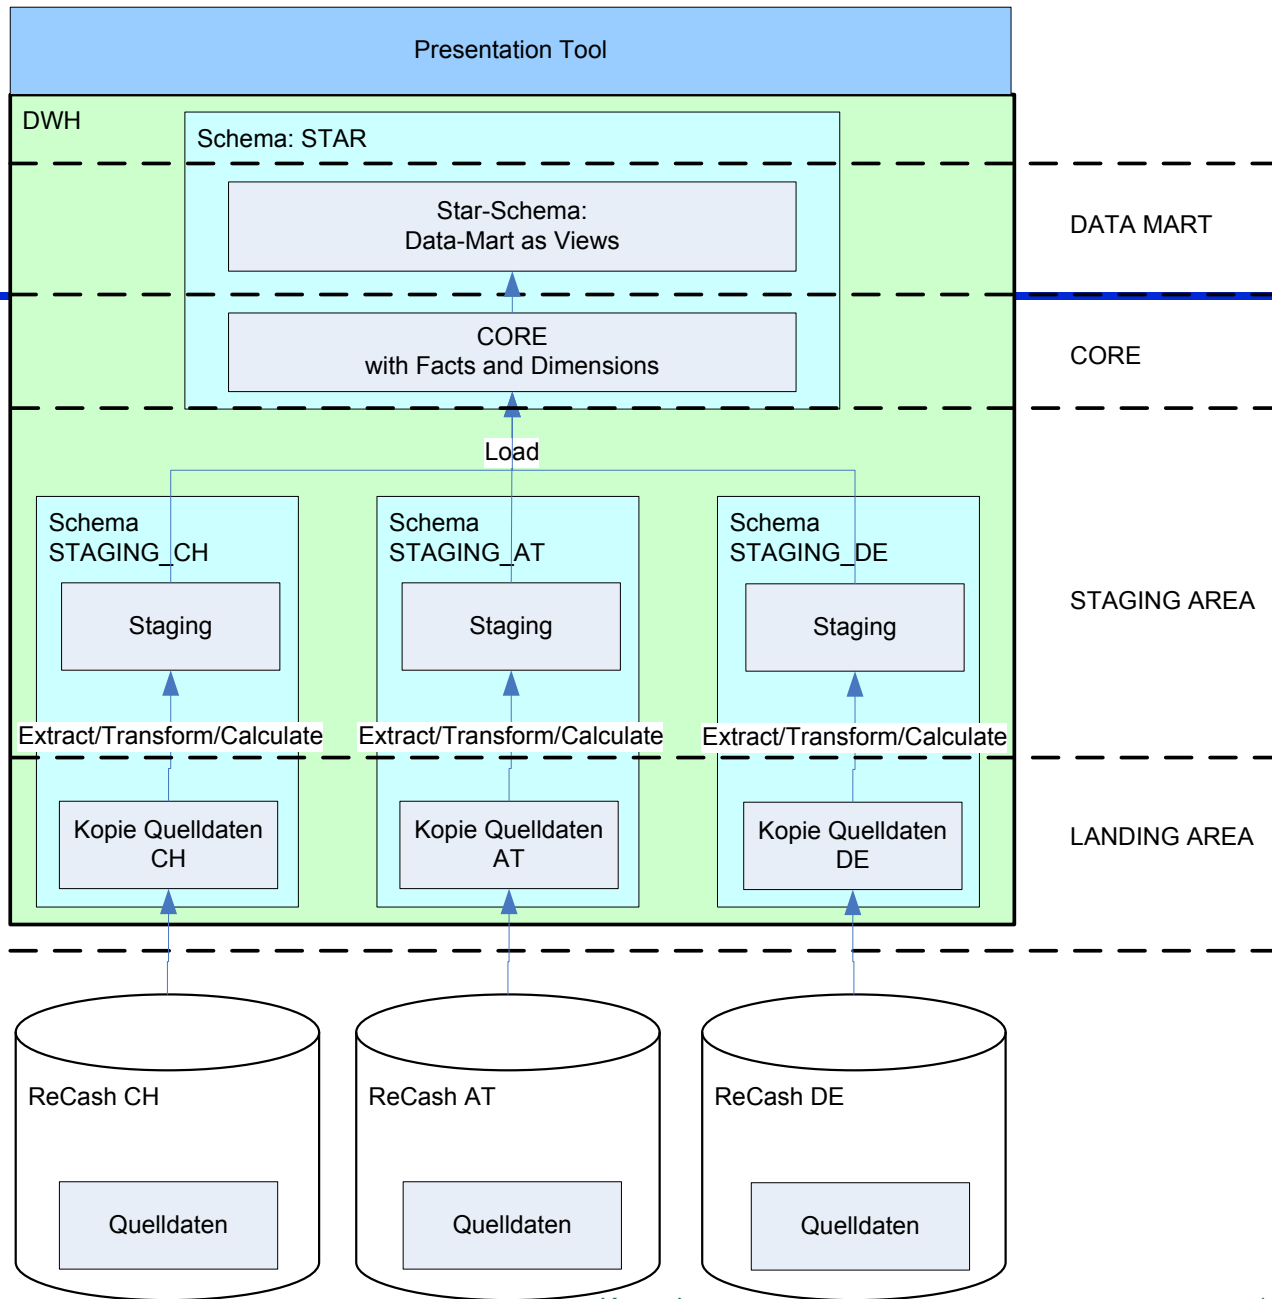 Presentation Tool
DWH
Schema: STAR
Star-Schema:
Data-Mart as Views
DATA MART
CORE
with Facts and Dimensions
CORE
Load
Schema
STAGING_CH
Schema
STAGING_AT
Schema
STAGING_DE
Staging
Staging
Staging
STAGING AREA
Extract/Transform/Calculate
Extract/Transform/Calculate
Extract/Transform/Calculate
Kopie Quelldaten
CH
Kopie Quelldaten
AT
Kopie Quelldaten
DE
LANDING AREA
ReCash CH
ReCash AT
ReCash DE
Quelldaten
Quelldaten
Quelldaten